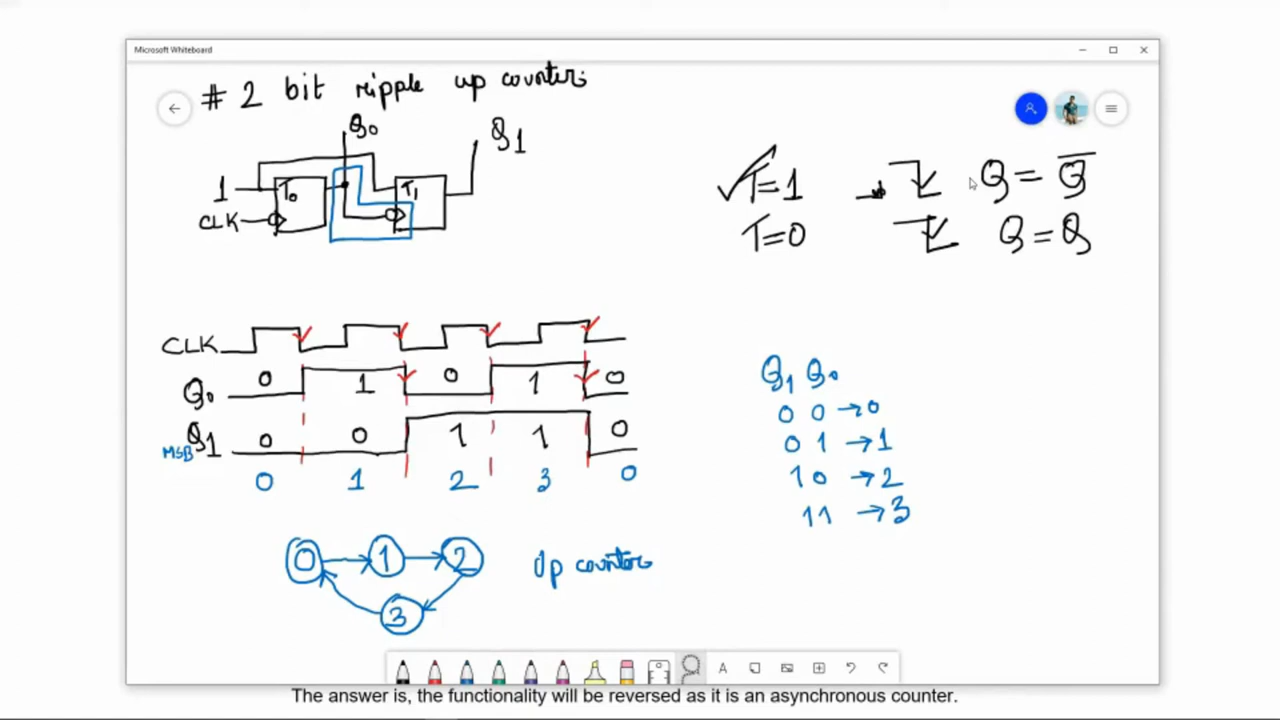 Microsoft Whiteboard
# 2 bit ripple up counter
Q0 Q1
1 T0 T1
CLK
T=1 Q = Q̅
T=0 Q = Q
CLK
Q0 0 1 0 1 0
Q1 0 0 1 1 0
MSB
0 1 2 3 0
Q1 Q0
0 0 → 0
0 1 → 1
1 0 → 2
1 1 → 3
0 1 2
3
Up counter
A
The answer is, the functionality will be reversed as it is an asynchronous counter.